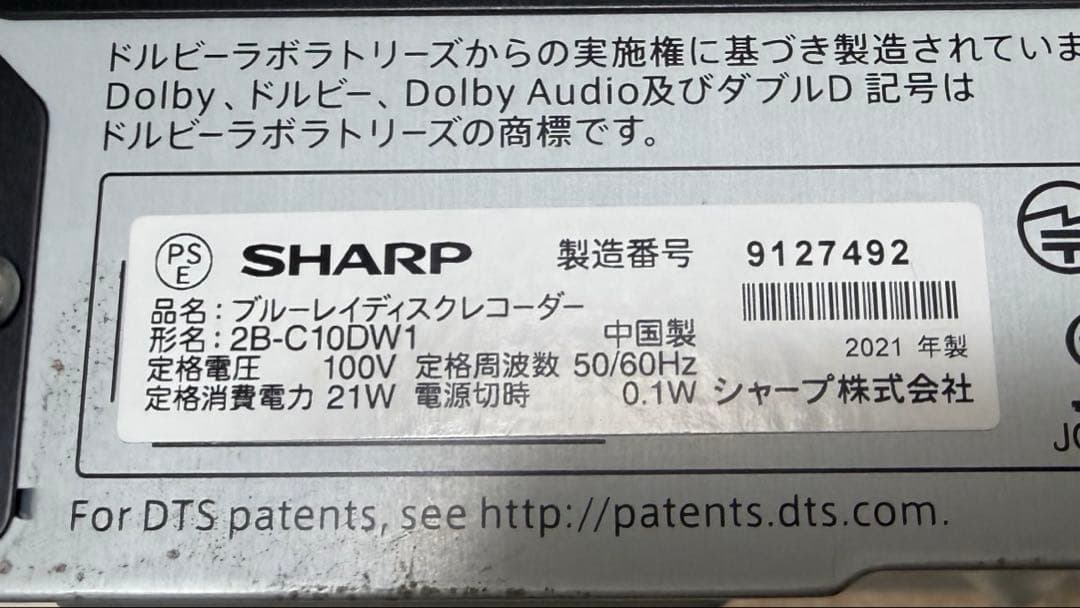 ドルビーラボラトリーズからの実施権に基づき製造されていま
Dolby、ドルビー、Dolby Audio及びダブルD 記号は
ドルビーラボラトリーズの商標です。
PS
E
SHARP 製造番号 9127492
品名:ブルーレイディスクレコーダー
形名:2B-C10DW1 中国製
2021 年製
定格電圧 100V 定格周波数 50/60Hz
定格消費電力 21W 電源切時 0.1W シャープ株式会社
For DTS patents, see http://patents.dts.com.